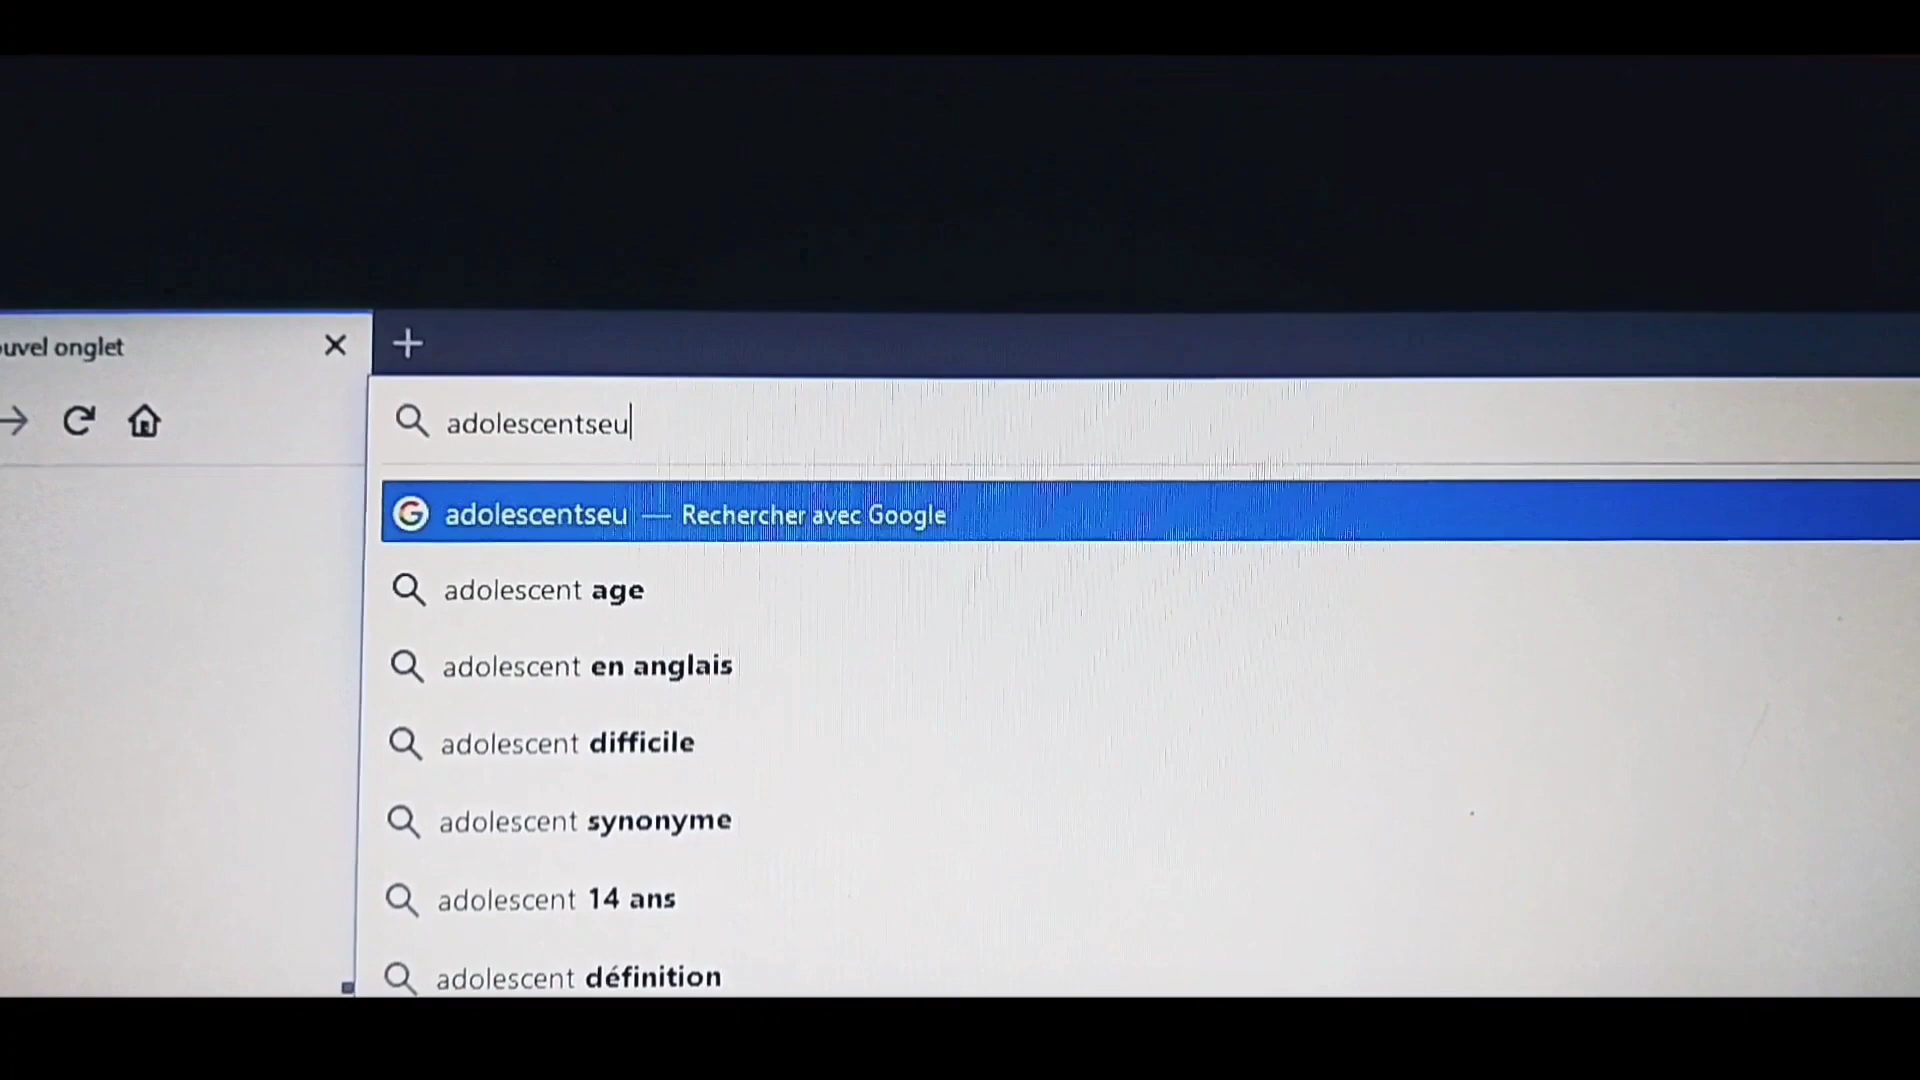 uvel onglet
adolescentseu
adolescentseu — Rechercher avec Google
adolescent age
adolescent en anglais
adolescent difficile
adolescent synonyme
adolescent 14 ans
adolescent définition